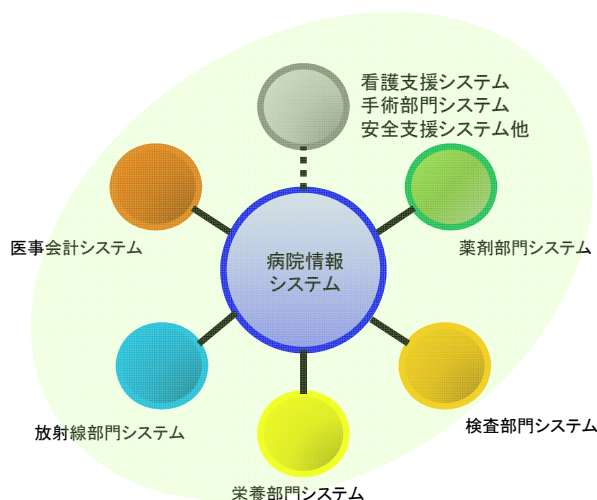 看護支援システム
手術部門システム
安全支援システム他
医事会計システム
薬剤部門システム
病院情報
システム
放射線部門システム
検査部門システム
栄養部門システム